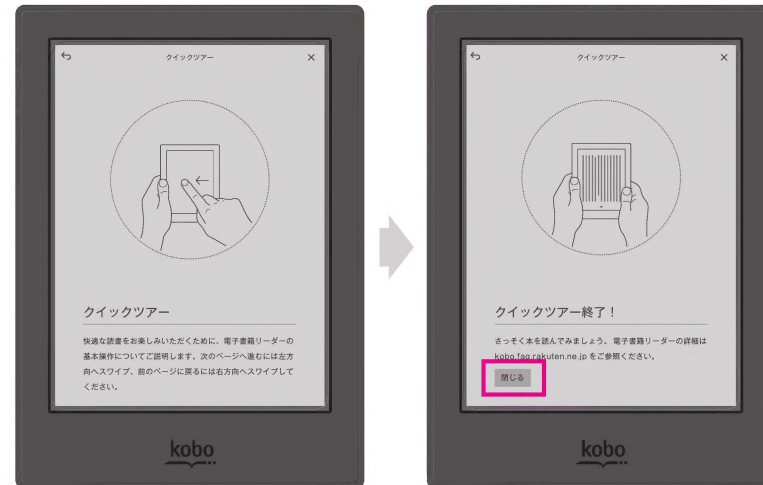 クイックツアー
クイックツアー
快適な読書をお楽しみいただくために、電子書籍リーダーの
基本操作についてご説明します。次のページへ進むには左方
向へスワイプ、前のページに戻るには右方向へスワイプして
ください。
kobo
クイックツアー
クイックツアー終了！
さっそく本を読んでみましょう。電子書籍リーダーの詳細は
kobo.faq.rakuten.ne.jp をご参照ください。
閉じる
kobo